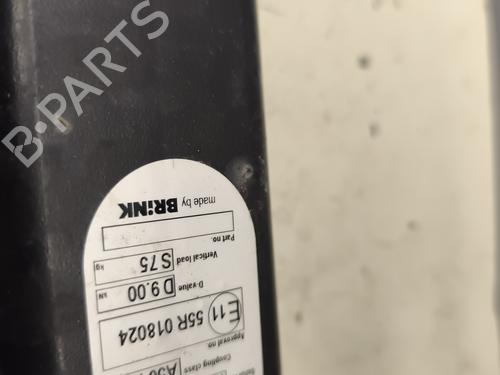 B-PARTS
Coupling class A50
Approval no.
E11 55R 018024
D-value
D 9.00 kN
Vertical load
S 75 kg
Part no.
made by BRINK